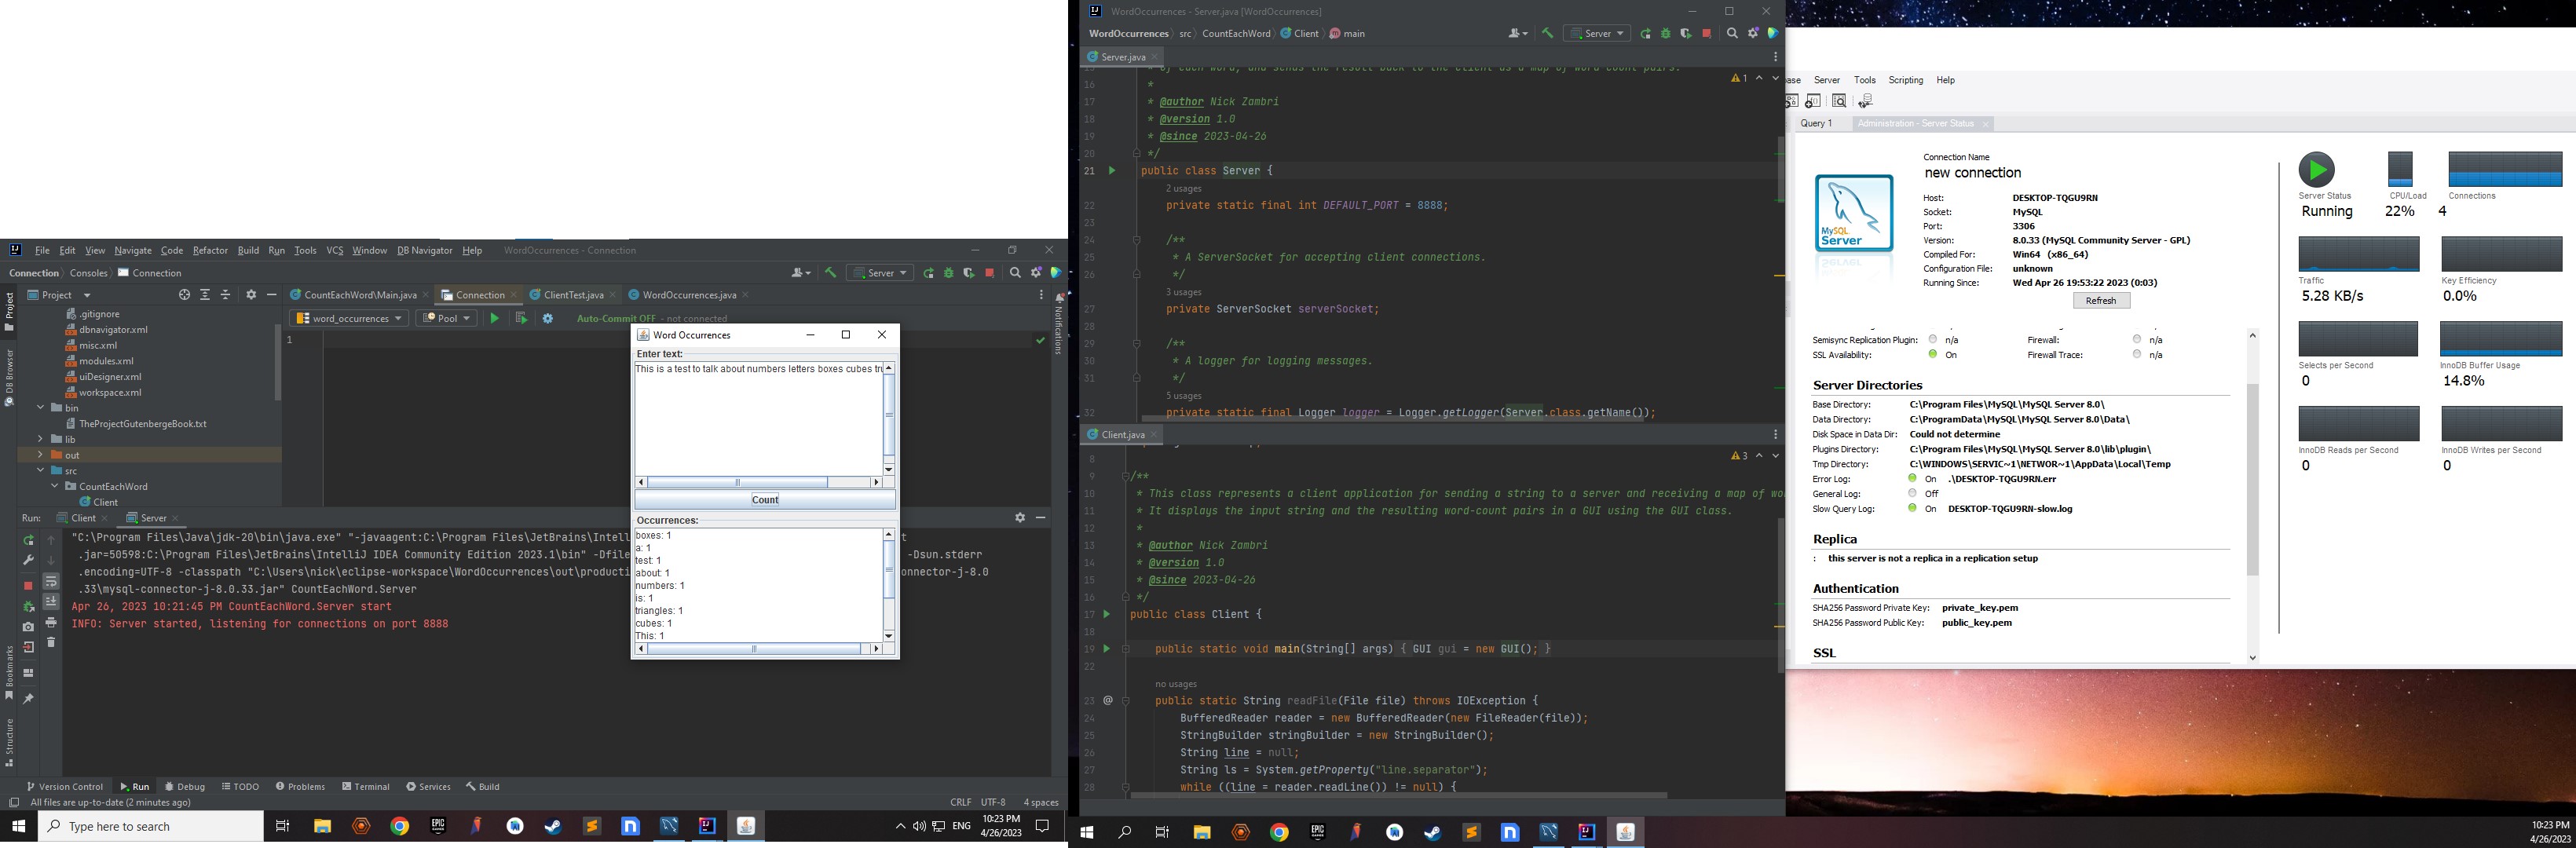 File Edit View Navigate Code Refactor Build Run Tools VCS Window DB Navigator Help WordOccurrences - Connection
Connection Consoles Connection Server
Project CountEachWord\Main.java Connection ClientTest.java WordOccurrences.java
Project
DB Browser
Bookmarks
Structure
Notifications
word_occurrences Pool Auto-Commit OFF - not connected
1
.gitignore
dbnavigator.xml
misc.xml
modules.xml
uiDesigner.xml
workspace.xml
bin
TheProjectGutenbergeBook.txt
lib
out
src
CountEachWord
Client
Word Occurrences
Enter text:
This is a test to talk about numbers letters boxes cubes
Count
Occurrences:
boxes: 1
a: 1
test: 1
about: 1
numbers: 1
is: 1
triangles: 1
cubes: 1
This: 1
Run: Client Server
"C:\Program Files\Java\jdk-20\bin\java.exe" "-javaagent:C:\Program Files\JetBrains\
.jar=50598:C:\Program Files\JetBrains\IntelliJ IDEA Community Edition 2023.1\bin" -Dsun.stderr
.encoding=UTF-8 -classpath "C:\Users\nick\eclipse-workspace\WordOccurrences\out\
.33\mysql-connector-j-8.0.33.jar" CountEachWord.Server
Apr 26, 2023 10:21:45 PM CountEachWord.Server start
INFO: Server started, listening for connections on port 8888
Version Control Run Debug TODO Problems Terminal Services Build
All files are up-to-date (2 minutes ago) CRLF UTF-8 4 spaces
Type here to search ENG 10:23 PM
4/26/2023
WordOccurrences - Server.java [WordOccurrences]
WordOccurrences src CountEachWord Client main Server
Server.java
1
16 *
17 * @author Nick Zambri
18 * @version 1.0
19 * @since 2023-04-26
20 */
21 public class Server {
2 usages
22 private static final int DEFAULT_PORT = 8888;
23
24 /**
25 * A ServerSocket for accepting client connections.
26 */
3 usages
27 private ServerSocket serverSocket;
28
29 /**
30 * A logger for logging messages.
31 */
5 usages
32 private static final Logger logger = Logger.getLogger(Server.class.getName());
Client.java
3
8
9 /**
10 * This class represents a client application for sending a string to a server and receiving a map of
11 * It displays the input string and the resulting word-count pairs in a GUI using the GUI class.
12 *
13 * @author Nick Zambri
14 * @version 1.0
15 * @since 2023-04-26
16 */
17 public class Client {
18
19 public static void main(String[] args) { GUI gui = new GUI(); }
22
no usages
23 @ public static String readFile(File file) throws IOException {
24 BufferedReader reader = new BufferedReader(new FileReader(file));
25 StringBuilder stringBuilder = new StringBuilder();
26 String line = null;
27 String ls = System.getProperty("line.separator");
28 while ((line = reader.readLine()) != null) {
Server Tools Scripting Help
Query 1 Administration - Server Status
MySQL
Server
Connection Name
new connection
Host: DESKTOP-TQGU9RN
Socket: MySQL
Port: 3306
Version: 8.0.33 (MySQL Community Server - GPL)
Compiled For: Win64 (x86_64)
Configuration File: unknown
Running Since: Wed Apr 26 19:53:22 2023 (0:03)
Refresh
Semisync Replication Plugin: n/a Firewall: n/a
SSL Availability: On Firewall Trace: n/a
Server Directories
Base Directory: C:\Program Files\MySQL\MySQL Server 8.0\
Data Directory: C:\ProgramData\MySQL\MySQL Server 8.0\Data\
Disk Space in Data Dir: Could not determine
Plugins Directory: C:\Program Files\MySQL\MySQL Server 8.0\lib\plugin\
Tmp Directory: C:\WINDOWS\SERVIC~1\NETWOR~1\AppData\Local\Temp
Error Log: On .\DESKTOP-TQGU9RN.err
General Log: Off
Slow Query Log: On DESKTOP-TQGU9RN-slow.log
Replica
: this server is not a replica in a replication setup
Authentication
SHA256 Password Private Key: private_key.pem
SHA256 Password Public Key: public_key.pem
SSL
Server Status CPU/Load Connections
Running 22% 4
Traffic Key Efficiency
5.28 KB/s 0.0%
Selects per Second InnoDB Buffer Usage
0 14.8%
InnoDB Reads per Second InnoDB Writes per Second
0 0
10:23 PM
4/26/2023